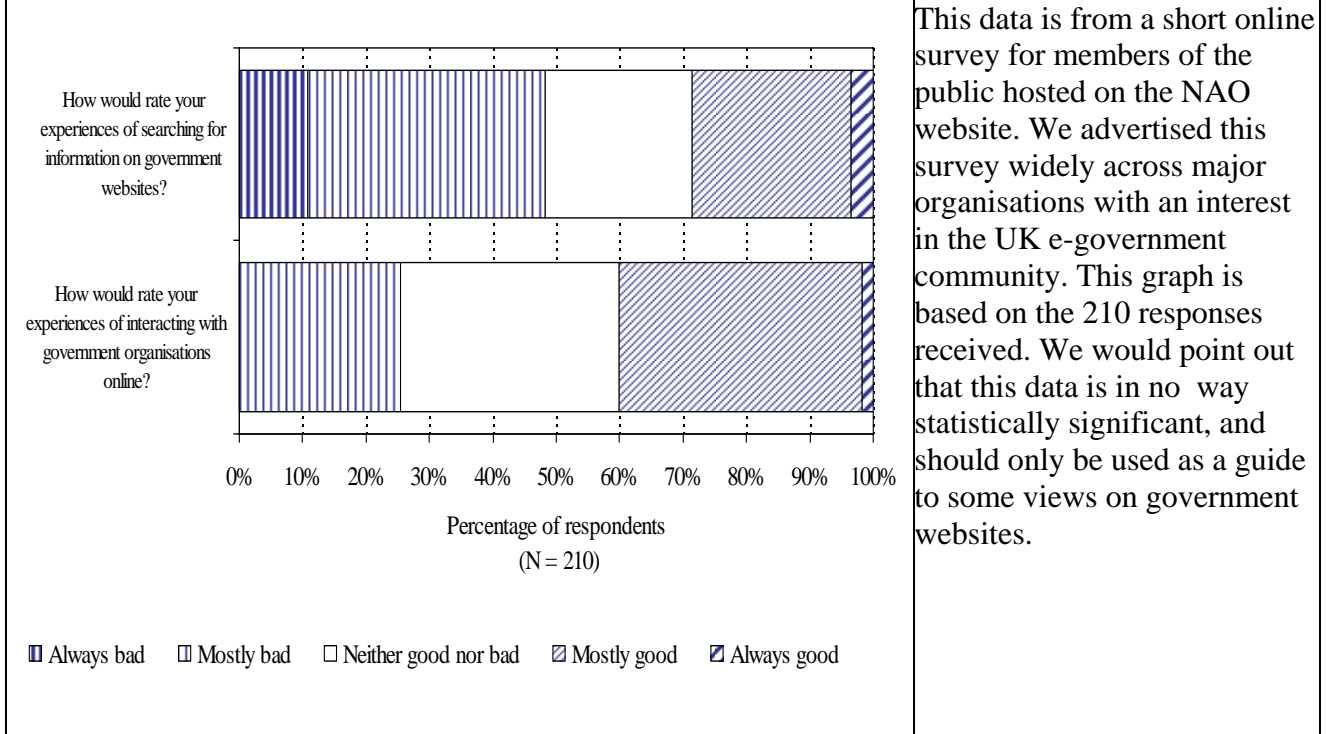 How would rate your
experiences of searching for
information on government
websites?
How would rate your
experiences of interacting with
government organisations
online?
0% 10% 20% 30% 40% 50% 60% 70% 80% 90% 100%
Percentage of respondents
(N = 210)
Always bad Mostly bad Neither good nor bad Mostly good Always good
This data is from a short online
survey for members of the
public hosted on the NAO
website. We advertised this
survey widely across major
organisations with an interest
in the UK e-government
community. This graph is
based on the 210 responses
received. We would point out
that this data is in no way
statistically significant, and
should only be used as a guide
to some views on government
websites.